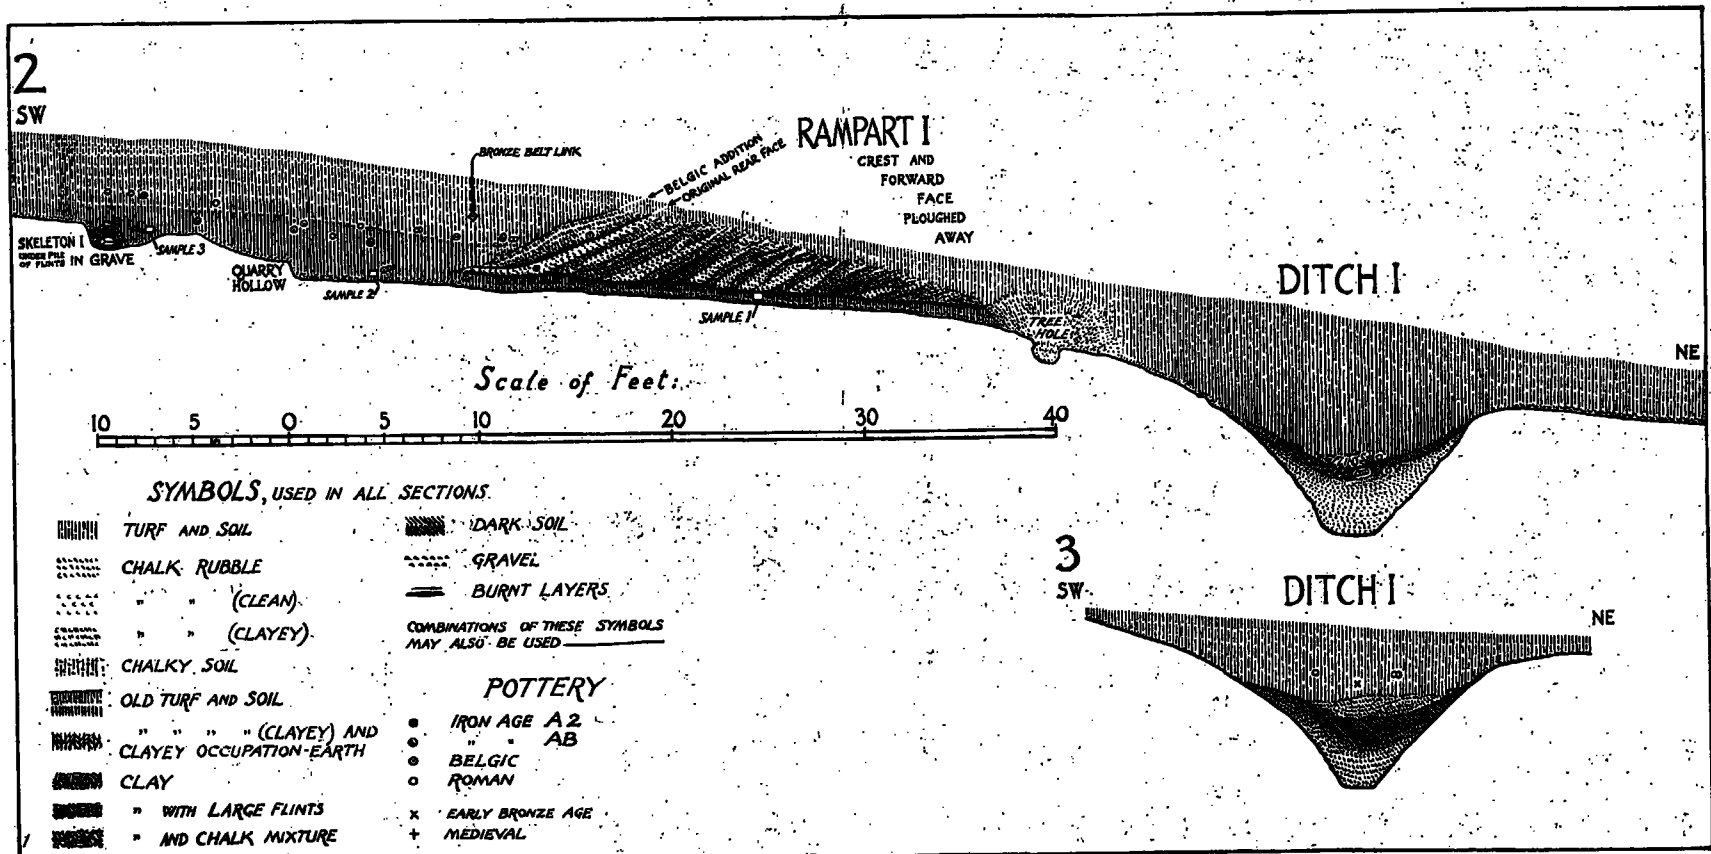 2
SW
BRONZE BELT LINK
BELGIC ADDITION
ORIGINAL REAR FACE
RAMPART I
CREST AND
FORWARD
FACE
PLOUGHED
AWAY
SKELETON I
UNDER PILE
OF FLINTS IN GRAVE
SAMPLE 3
QUARRY
HOLLOW
SAMPLE 2
SAMPLE 1
TREE
HOLE
DITCH I
NE
Scale of Feet:
10 5 0 5 10 20 30 40
SYMBOLS, USED IN ALL SECTIONS.
TURF AND SOIL
CHALK RUBBLE
" " (CLEAN)
" " (CLAYEY)
CHALKY SOIL
OLD TURF AND SOIL
" " " " (CLAYEY) AND
CLAYEY OCCUPATION-EARTH
CLAY
" WITH LARGE FLINTS
" AND CHALK MIXTURE
DARK SOIL
GRAVEL
BURNT LAYERS
COMBINATIONS OF THESE SYMBOLS
MAY ALSO BE USED
POTTERY
IRON AGE A2
" " AB
BELGIC
ROMAN
x EARLY BRONZE AGE
+ MEDIEVAL
3
SW
DITCH I
NE